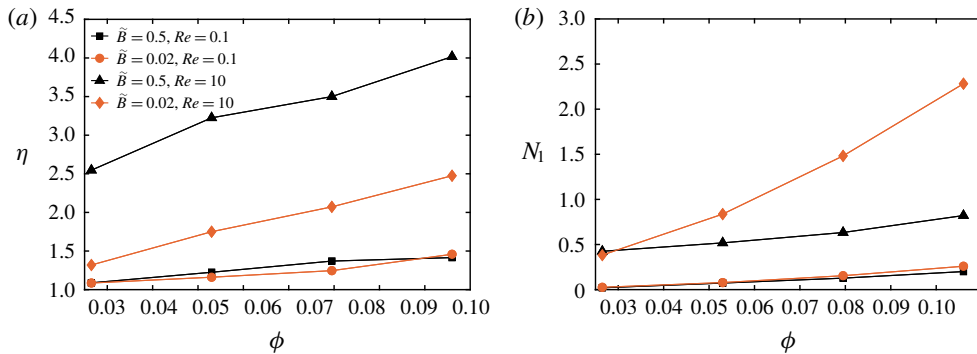 (a)
4.5
4.0
3.5
3.0
2.5
2.0
1.5
1.0
η
B̃ = 0.5, Re = 0.1
B̃ = 0.02, Re = 0.1
B̃ = 0.5, Re = 10
B̃ = 0.02, Re = 10
0.03 0.04 0.05 0.06 0.07 0.08 0.09 0.10
ϕ
(b)
3.0
2.5
2.0
1.5
1.0
0.5
0
N₁
0.03 0.04 0.05 0.06 0.07 0.08 0.09 0.10
ϕ